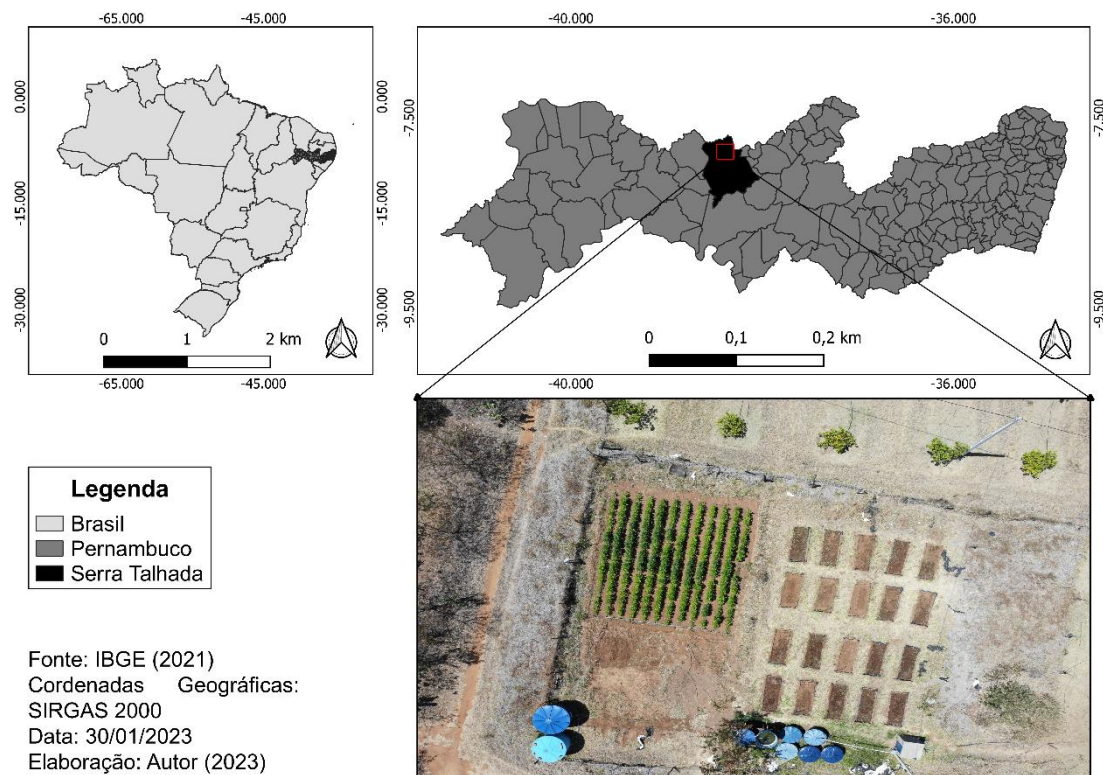 -65.000 -45.000
-40.000 -36.000
0.000 0.000
-7.500 -7.500
-15.000 -15.000
-30.000 -30.000
-9.500 -9.500
0 1 2 km
0 0,1 0,2 km
-65.000 -45.000
-40.000 -36.000
Legenda
Brasil
Pernambuco
Serra Talhada
Fonte: IBGE (2021)
Cordenadas Geográficas:
SIRGAS 2000
Data: 30/01/2023
Elaboração: Autor (2023)